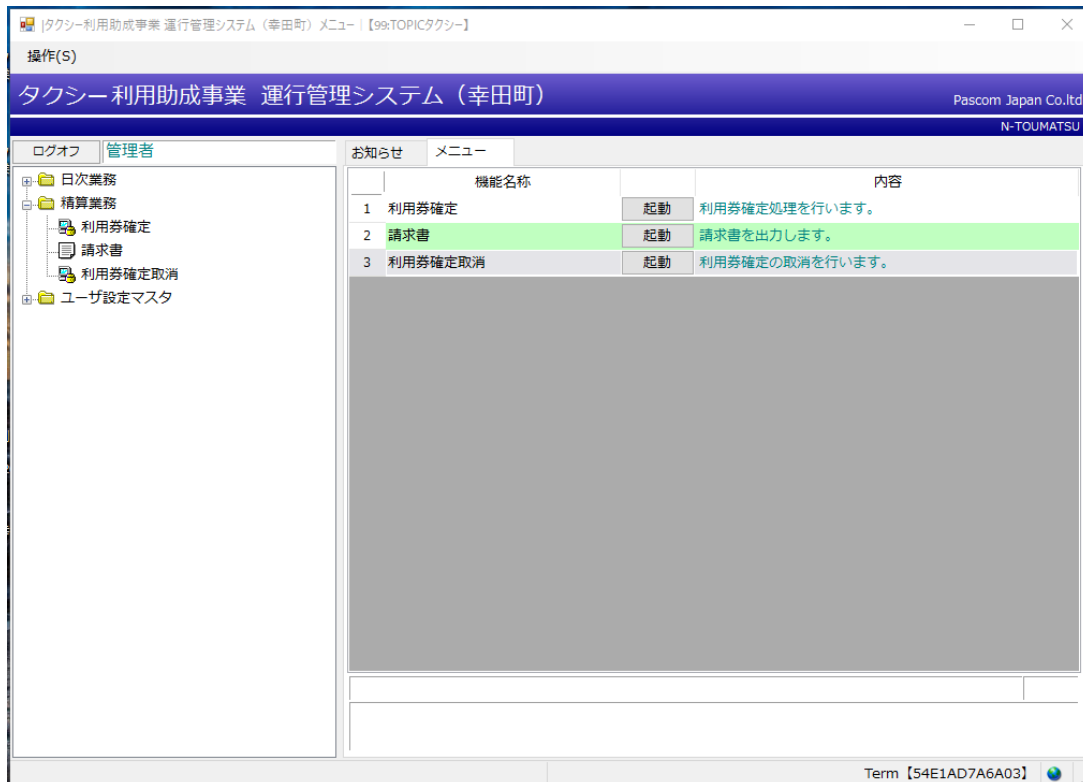 |タクシー利用助成事業 運行管理システム（幸田町）メニュー |【99:TOPICタクシー】
操作(S)
タクシー利用助成事業 運行管理システム（幸田町）
Pascom Japan Co.ltd
N-TOUMATSU
ログオフ 管理者
日次業務
精算業務
利用券確定
請求書
利用券確定取消
ユーザ設定マスタ
お知らせ メニュー
機能名称 内容
1 利用券確定 起動 利用券確定処理を行います。
2 請求書 起動 請求書を出力します。
3 利用券確定取消 起動 利用券確定の取消を行います。
Term【54E1AD7A6A03】